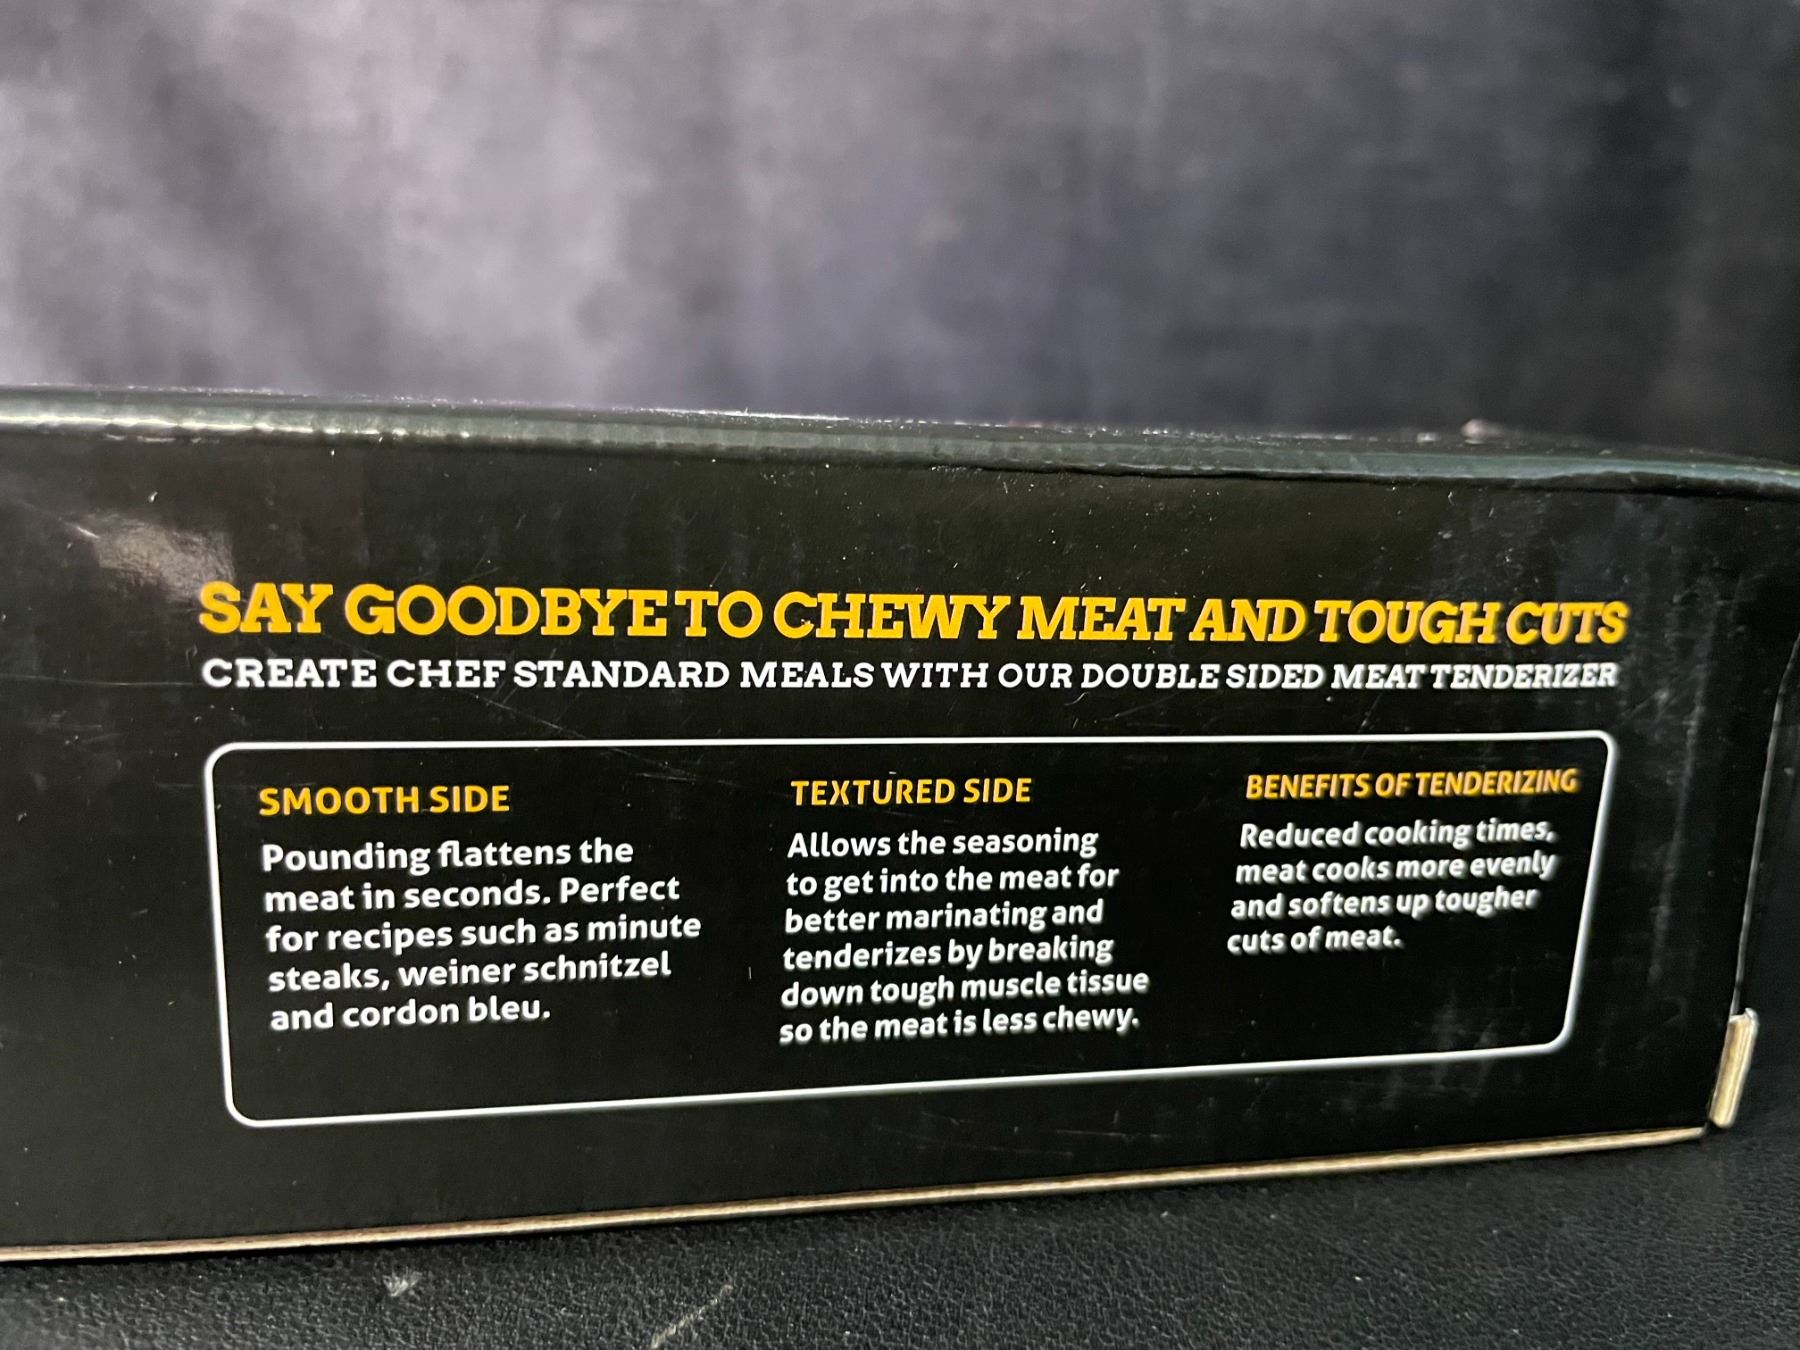 SAY GOODBYE TO CHEWY MEAT AND TOUGH CUTS
CREATE CHEF STANDARD MEALS WITH OUR DOUBLE SIDED MEAT TENDERIZER
SMOOTH SIDE
Pounding flattens the
meat in seconds. Perfect
for recipes such as minute
steaks, weiner schnitzel
and cordon bleu.
TEXTURED SIDE
Allows the seasoning
to get into the meat for
better marinating and
tenderizes by breaking
down tough muscle tissue
so the meat is less chewy.
BENEFITS OF TENDERIZING
Reduced cooking times,
meat cooks more evenly
and softens up tougher
cuts of meat.